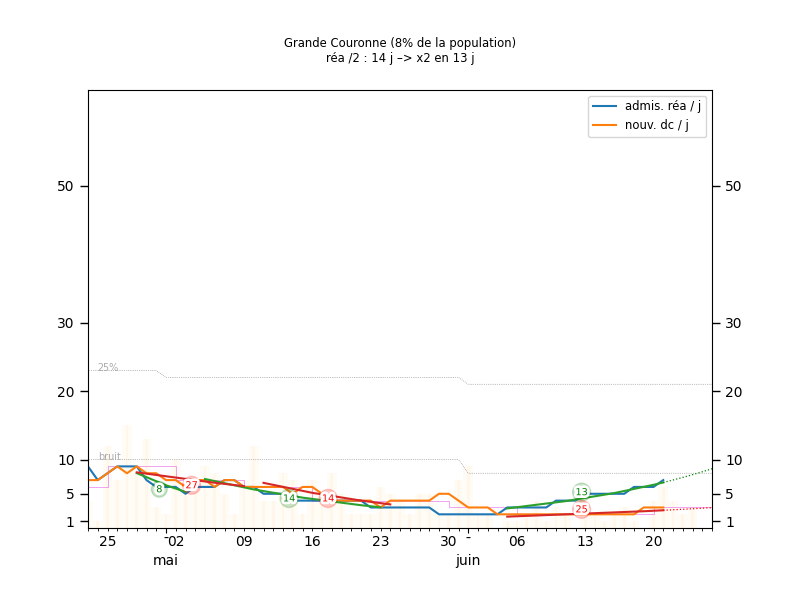 Grande Couronne (8% de la population)
réa /2 : 14 j –> x2 en 13 j
admis. réa / j
nouv. dc / j
50 50
30 30
25%
20 20
bruit
10 10
5 5
1 1
8 27 14 14 13 25
25 02 09 16 23 30 06 13 20
mai juin